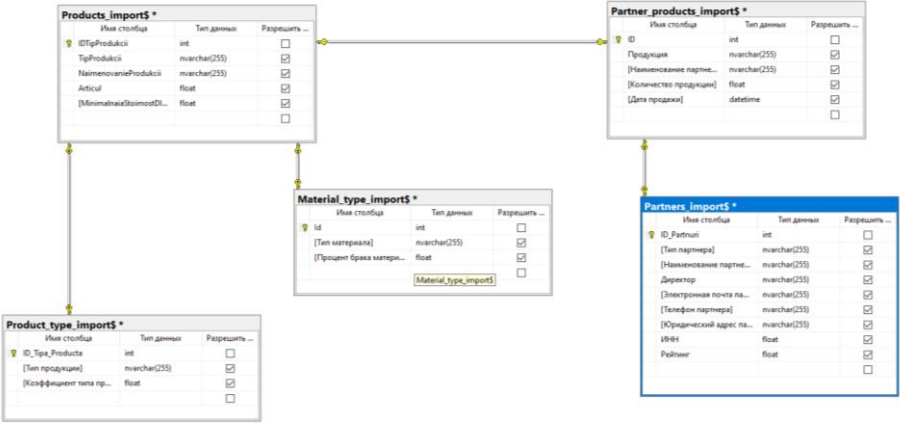 Products_import$ *
Имя столбца Тип данных Разрешить ...
IDTipProdukcii int
TipProdukcii nvarchar(255)
NaimenovanieProdukcii nvarchar(255)
Articul float
[MinimalnaiaStoimostDl... float
Partner_products_import$ *
Имя столбца Тип данных Разрешить ...
ID int
Продукция nvarchar(255)
[Наименование партне... nvarchar(255)
[Количество продукции] float
[Дата продажи] datetime
Material_type_import$ *
Имя столбца Тип данных Разрешить ...
Id int
[Тип материала] nvarchar(255)
[Процент брака матери... float
Material_type_import$
Partners_import$ *
Имя столбца Тип данных Разрешить ...
ID_Partnuri int
[Тип партнера] nvarchar(255)
[Наименование партне... nvarchar(255)
Директор nvarchar(255)
[Электронная почта па... nvarchar(255)
[Телефон партнера] nvarchar(255)
[Юридический адрес па... nvarchar(255)
ИНН float
Рейтинг float
Product_type_import$ *
Имя столбца Тип данных Разрешить ...
ID_Tipa_Producta int
[Тип продукции] nvarchar(255)
[Коэффициент типа пр... float